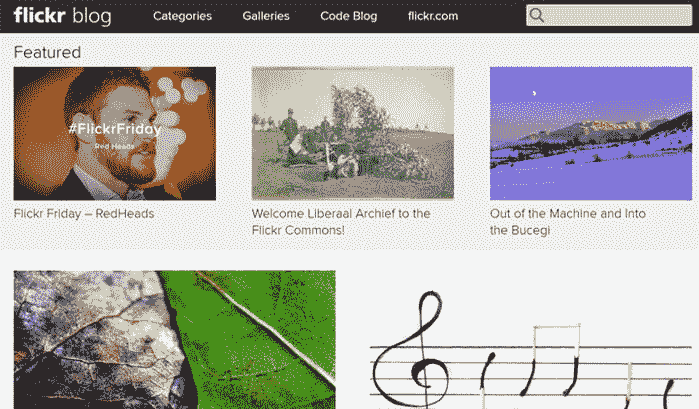 flickr blog Categories Galleries Code Blog flickr.com
Featured
#FlickrFriday
Red Heads
Flickr Friday – RedHeads
Welcome Liberaal Archief to the
Flickr Commons!
Out of the Machine and Into
the Bucegi